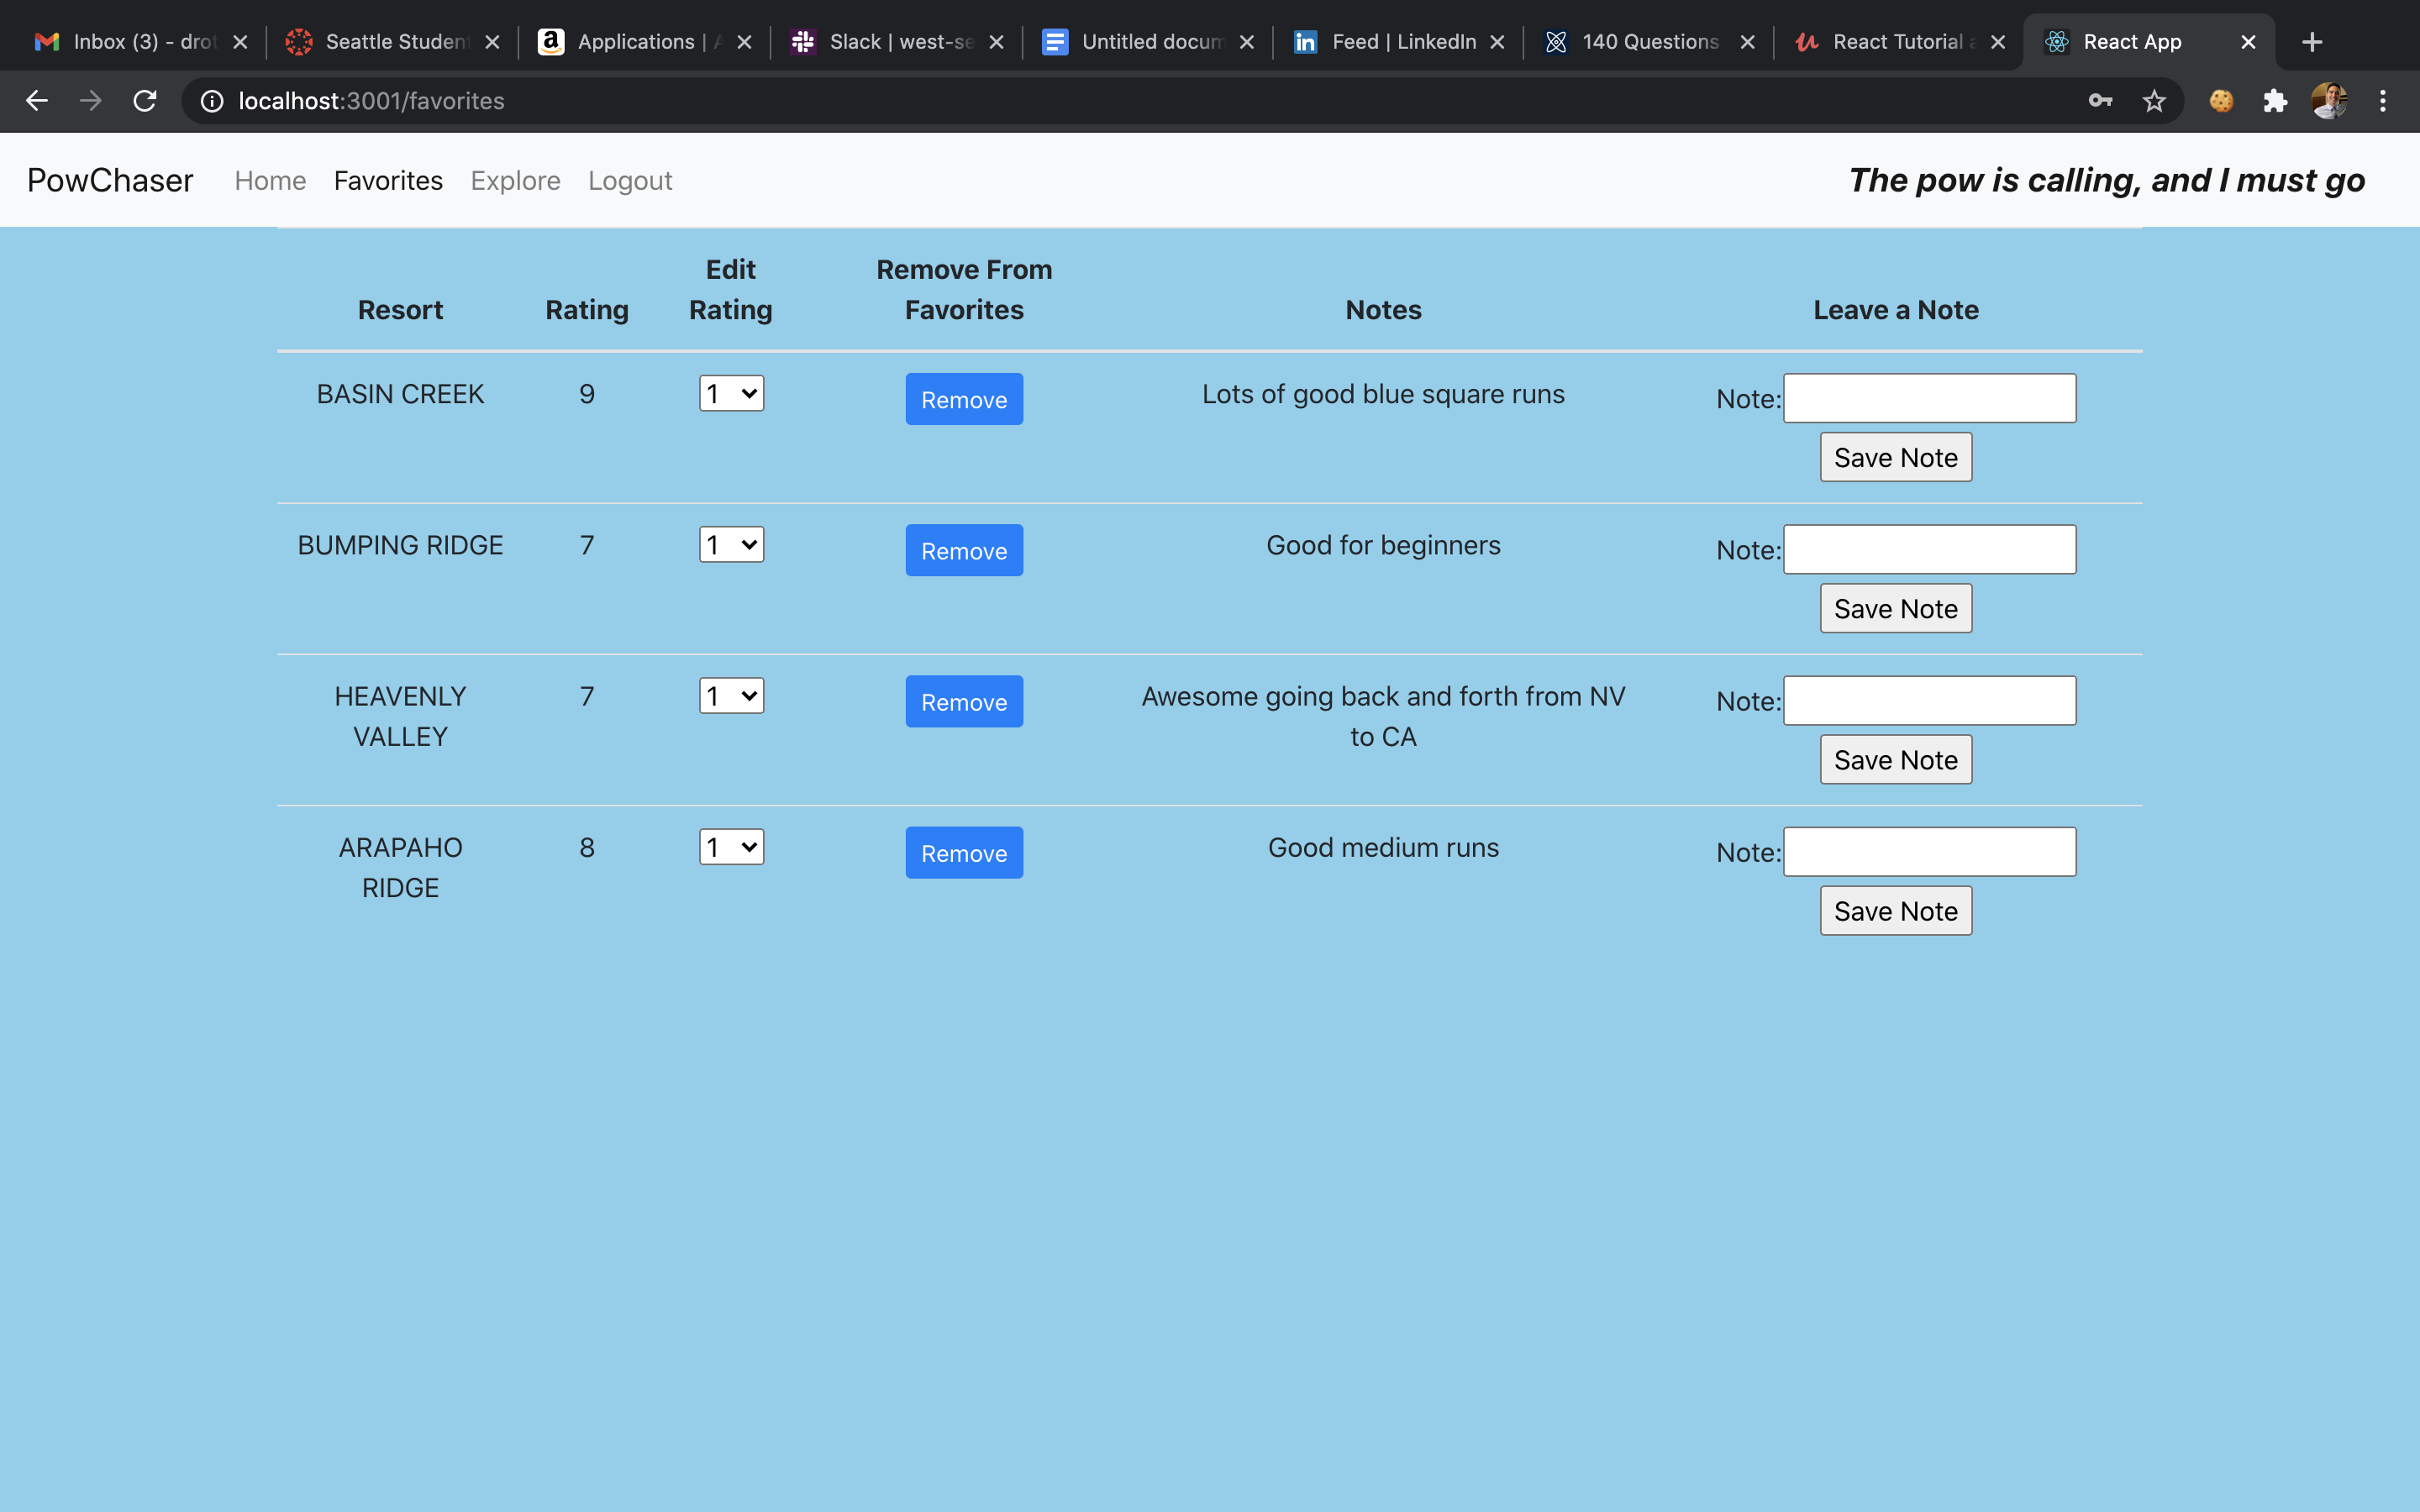 Inbox (3) - drot
Seattle Student
Applications | A
Slack | west-se
Untitled docum
Feed | LinkedIn
140 Questions
React Tutorial a
React App
localhost:3001/favorites
PowChaser Home Favorites Explore Logout
The pow is calling, and I must go
Resort Rating Edit Rating Remove From Favorites Notes Leave a Note
BASIN CREEK 9 1 Remove Lots of good blue square runs Note:
Save Note
BUMPING RIDGE 7 1 Remove Good for beginners Note:
Save Note
HEAVENLY VALLEY 7 1 Remove Awesome going back and forth from NV to CA Note:
Save Note
ARAPAHO RIDGE 8 1 Remove Good medium runs Note:
Save Note